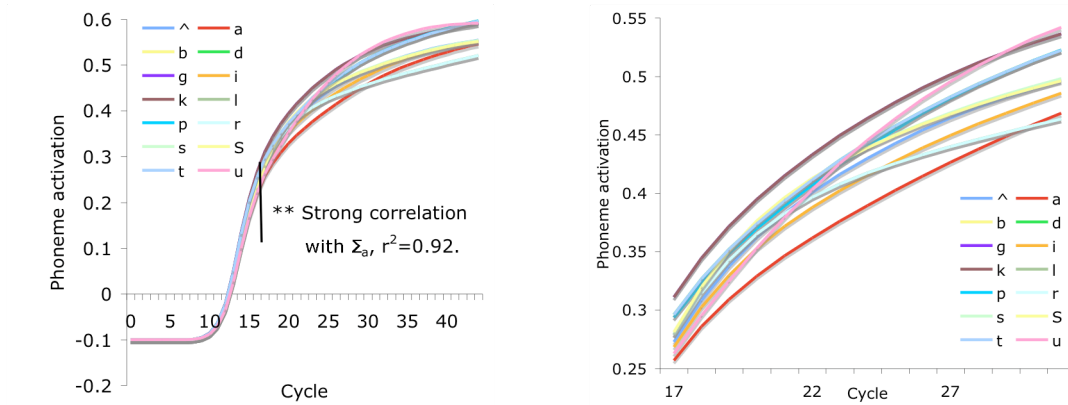 0.6
0.5
0.4
0.3
0.2
0.1
0
-0.1
-0.2
Phoneme activation
^ a
b d
g i
k l
p r
s S
t u
** Strong correlation
with Σa, r²=0.92.
0 5 10 15 20 25 30 35 40
Cycle
0.55
0.5
0.45
0.4
0.35
0.3
0.25
Phoneme activation
^ a
b d
g i
k l
p r
s S
t u
17 22 27
Cycle